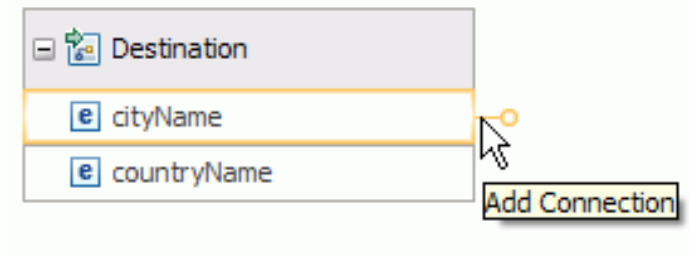 Destination
e cityName
e countryName
Add Connection